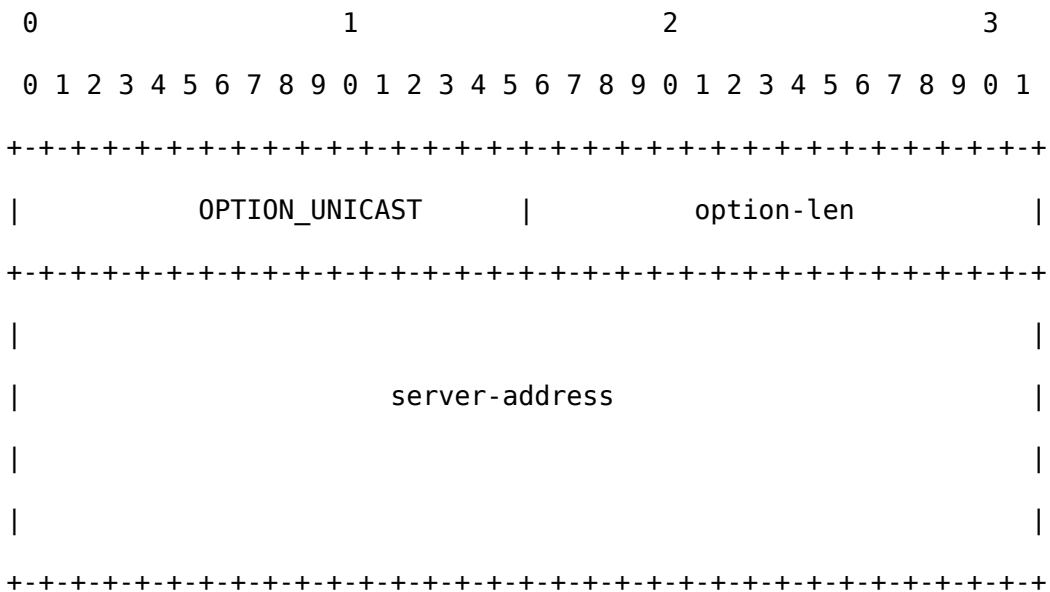 0                   1                   2                   3
 0 1 2 3 4 5 6 7 8 9 0 1 2 3 4 5 6 7 8 9 0 1 2 3 4 5 6 7 8 9 0 1
+-+-+-+-+-+-+-+-+-+-+-+-+-+-+-+-+-+-+-+-+-+-+-+-+-+-+-+-+-+-+-+-+
|           OPTION_UNICAST      |          option-len           |
+-+-+-+-+-+-+-+-+-+-+-+-+-+-+-+-+-+-+-+-+-+-+-+-+-+-+-+-+-+-+-+-+
|                                                               |
|                       server-address                          |
|                                                               |
|                                                               |
+-+-+-+-+-+-+-+-+-+-+-+-+-+-+-+-+-+-+-+-+-+-+-+-+-+-+-+-+-+-+-+-+